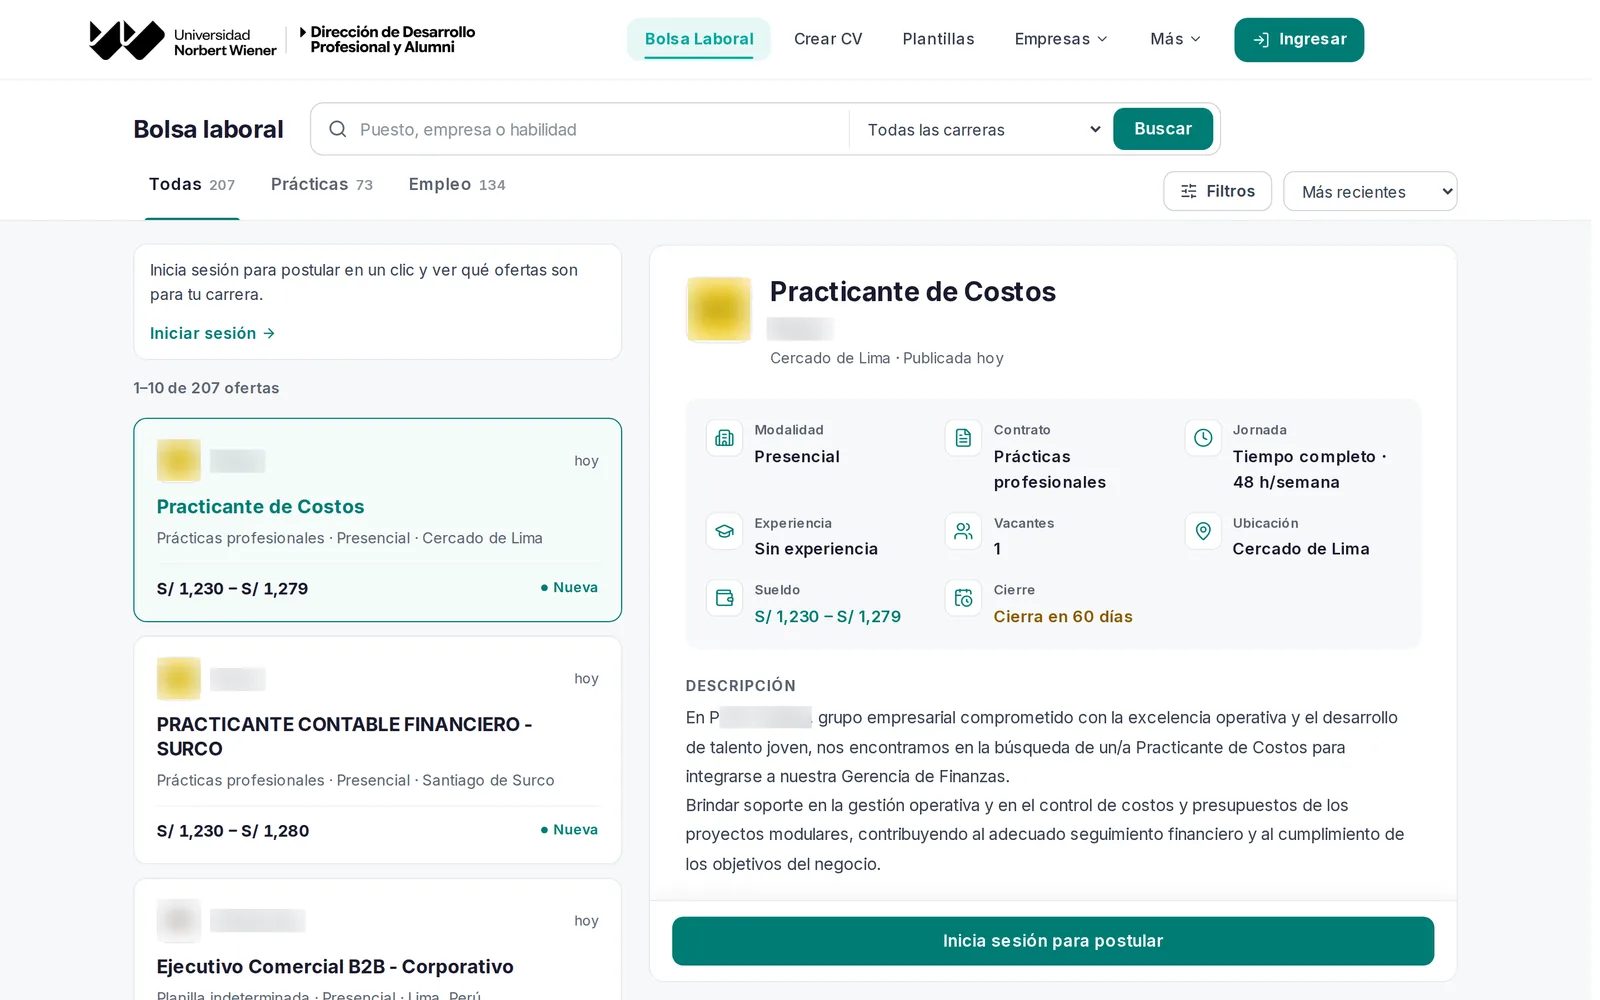 Universidad
Norbert Wiener
Dirección de Desarrollo
Profesional y Alumni
Bolsa Laboral
Crear CV
Plantillas
Empresas
Más
Ingresar
Bolsa laboral
Puesto, empresa o habilidad
Todas las carreras
Buscar
Todas 207
Prácticas 73
Empleo 134
Filtros
Más recientes
Inicia sesión para postular en un clic y ver qué ofertas son
para tu carrera.
Iniciar sesión →
1–10 de 207 ofertas
hoy
Practicante de Costos
Prácticas profesionales · Presencial · Cercado de Lima
S/ 1,230 – S/ 1,279
• Nueva
hoy
PRACTICANTE CONTABLE FINANCIERO -
SURCO
Prácticas profesionales · Presencial · Santiago de Surco
S/ 1,230 – S/ 1,280
• Nueva
hoy
Ejecutivo Comercial B2B - Corporativo
Planilla indeterminada · Presencial · Lima, Perú
Practicante de Costos
Cercado de Lima · Publicada hoy
Modalidad
Presencial
Contrato
Prácticas
profesionales
Jornada
Tiempo completo ·
48 h/semana
Experiencia
Sin experiencia
Vacantes
1
Ubicación
Cercado de Lima
Sueldo
S/ 1,230 – S/ 1,279
Cierre
Cierra en 60 días
DESCRIPCIÓN
En P grupo empresarial comprometido con la excelencia operativa y el desarrollo
de talento joven, nos encontramos en la búsqueda de un/a Practicante de Costos para
integrarse a nuestra Gerencia de Finanzas.
Brindar soporte en la gestión operativa y en el control de costos y presupuestos de los
proyectos modulares, contribuyendo al adecuado seguimiento financiero y al cumplimiento de
los objetivos del negocio.
Inicia sesión para postular